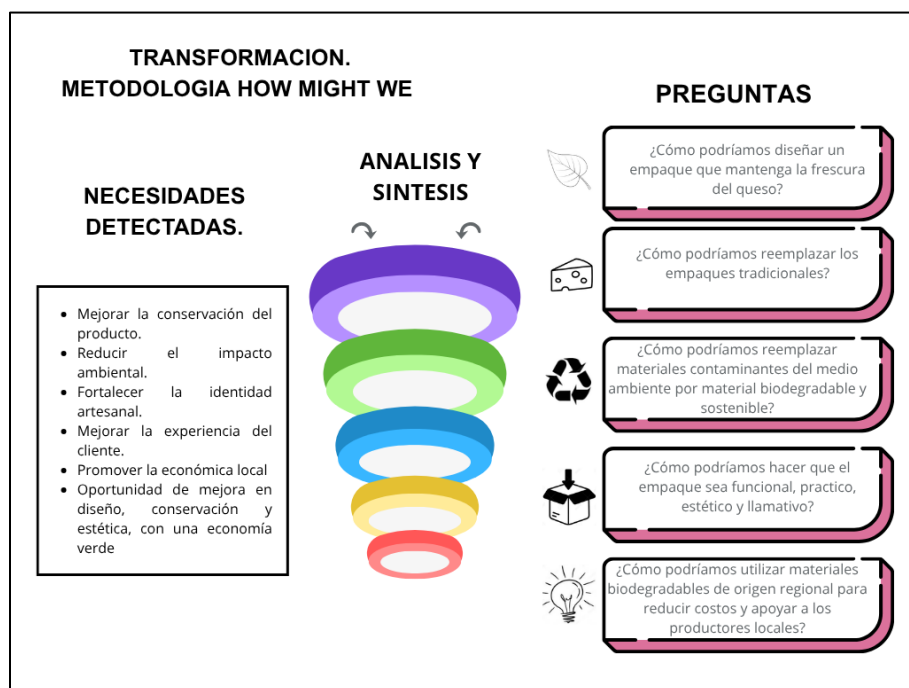 TRANSFORMACION.
METODOLOGIA HOW MIGHT WE
NECESIDADES
DETECTADAS.
• Mejorar la conservación del
producto.
• Reducir el impacto
ambiental.
• Fortalecer la identidad
artesanal.
• Mejorar la experiencia del
cliente.
• Promover la económica local
• Oportunidad de mejora en
diseño, conservación y
estética, con una economía
verde
ANALISIS Y
SINTESIS
PREGUNTAS
¿Cómo podríamos diseñar un
empaque que mantenga la frescura
del queso?
¿Cómo podríamos reemplazar los
empaques tradicionales?
¿Cómo podríamos reemplazar
materiales contaminantes del medio
ambiente por material biodegradable y
sostenible?
¿Cómo podríamos hacer que el
empaque sea funcional, practico,
estético y llamativo?
¿Cómo podríamos utilizar materiales
biodegradables de origen regional para
reducir costos y apoyar a los
productores locales?